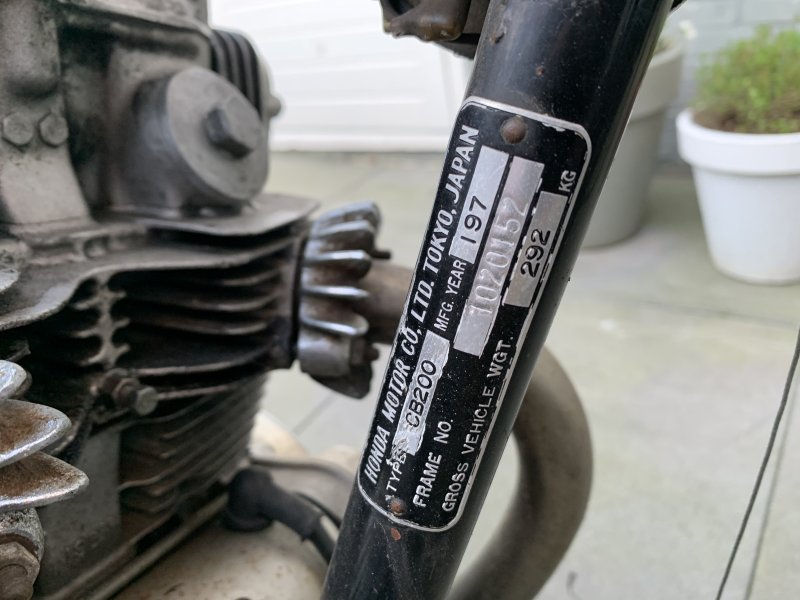 HONDA MOTOR CO, LTD. TOKYO, JAPAN
TYPE CB200 MFG. YEAR 197
FRAME NO. 1020152
GROSS VEHICLE WGT. 292 KG